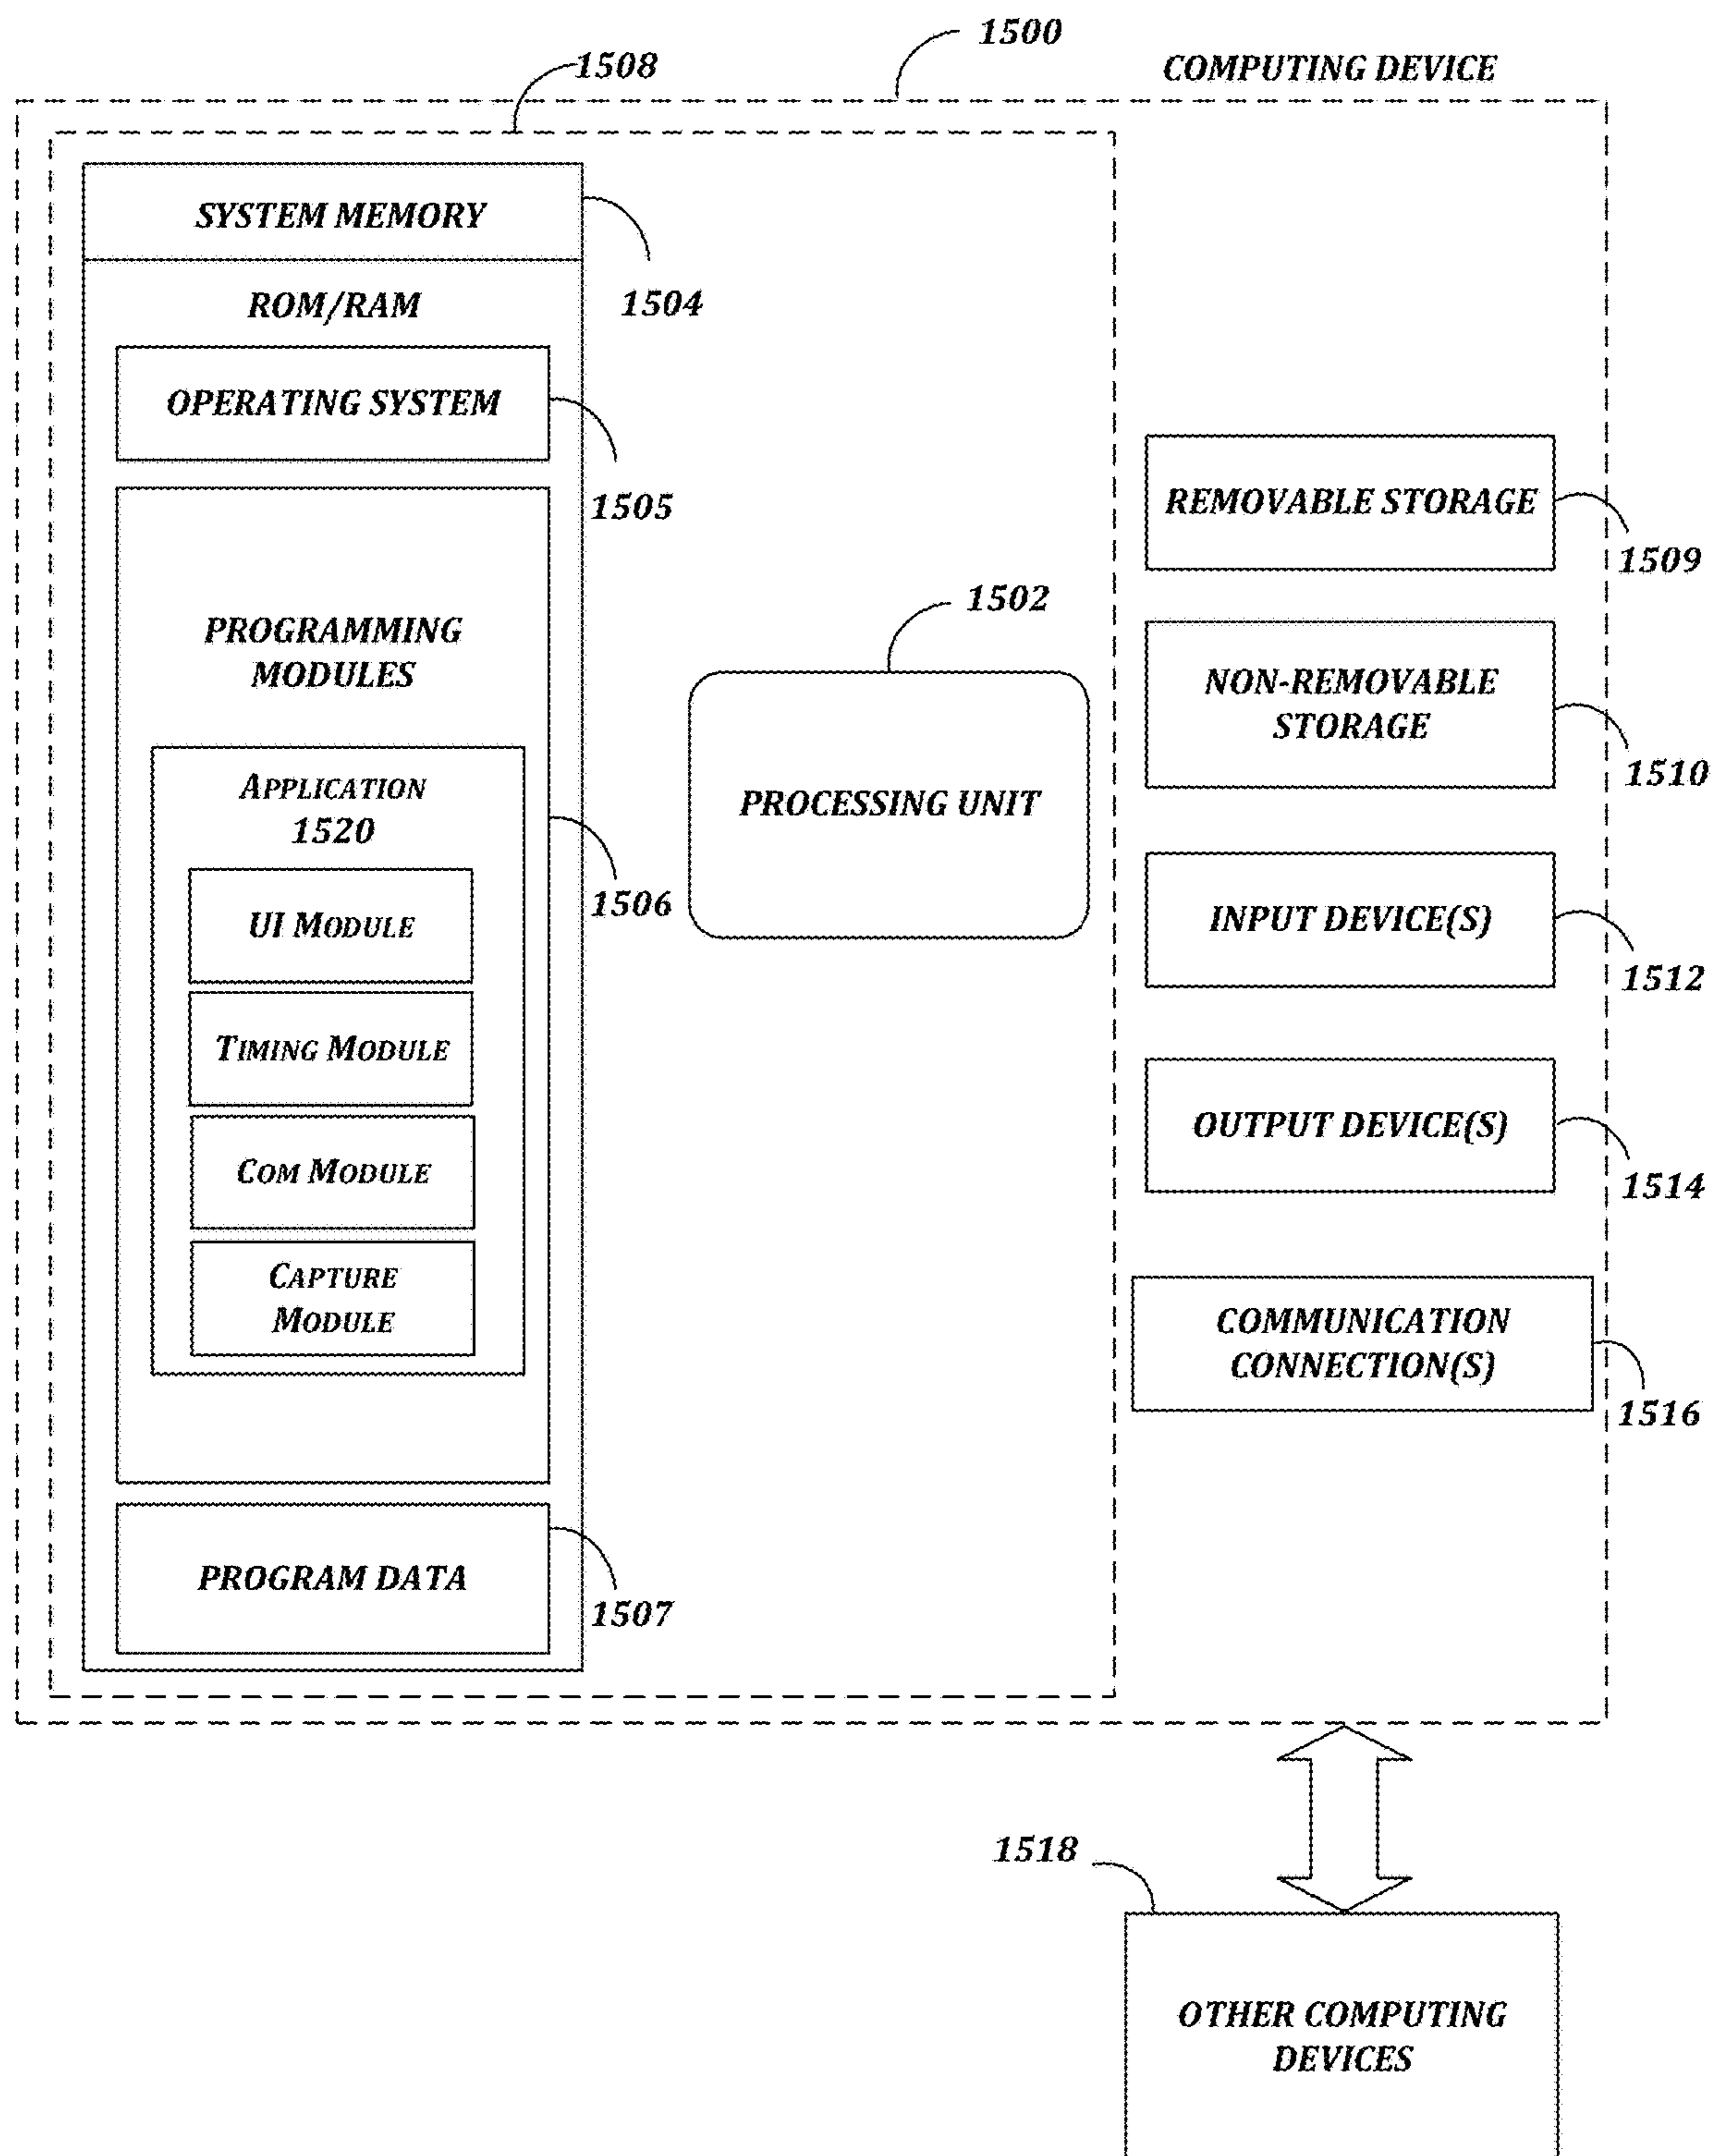 1500
COMPUTING DEVICE
1508
SYSTEM MEMORY
1504
ROM/RAM
OPERATING SYSTEM
1505
PROGRAMMING
MODULES
APPLICATION
1520
UI MODULE
TIMING MODULE
COM MODULE
CAPTURE
MODULE
1506
PROGRAM DATA
1507
1502
PROCESSING UNIT
REMOVABLE STORAGE
1509
NON-REMOVABLE
STORAGE
1510
INPUT DEVICE(S)
1512
OUTPUT DEVICE(S)
1514
COMMUNICATION
CONNECTION(S)
1516
1518
OTHER COMPUTING
DEVICES